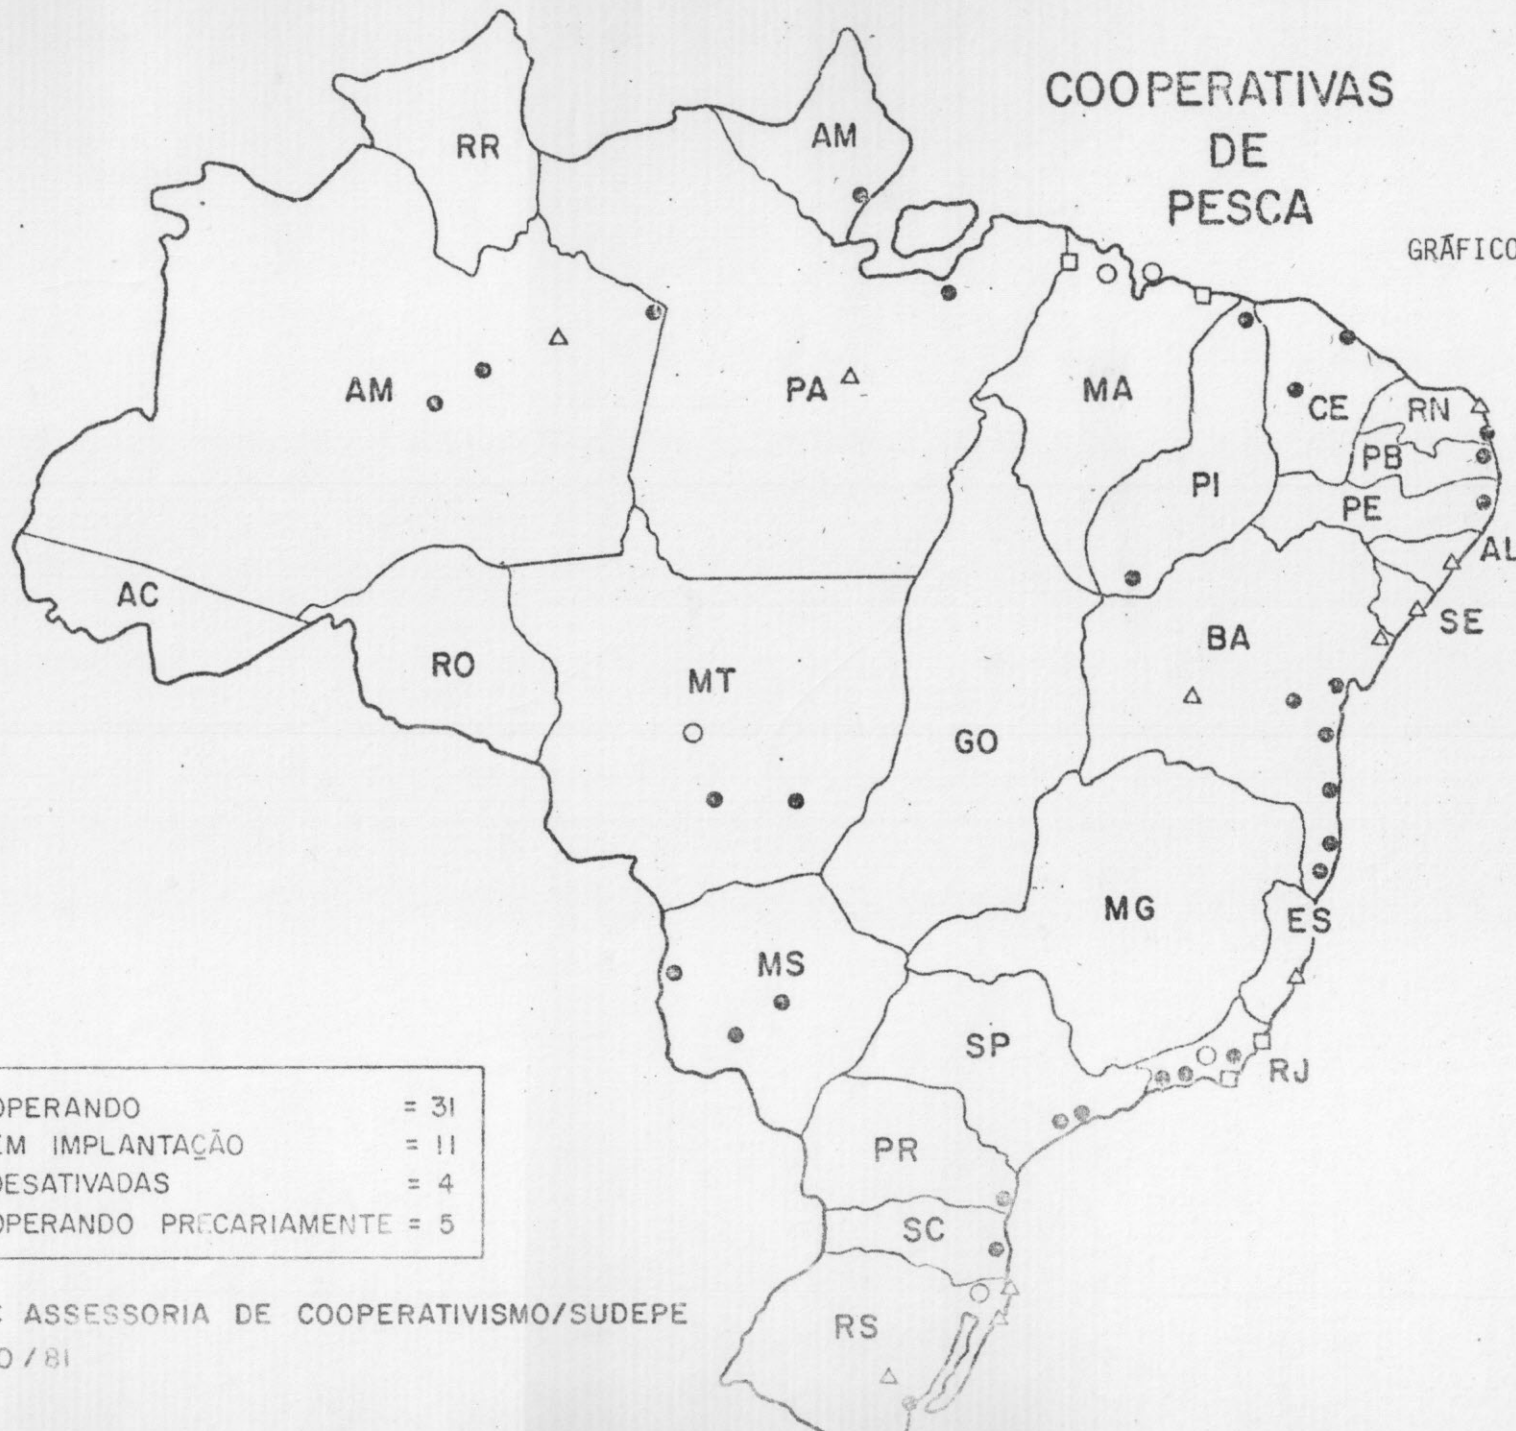 COOPERATIVAS
DE
PESCA
GRÁFICO
RR
AM
AM
PA
MA
CE
RN
PB
PI
PE
AL
AC
SE
BA
RO
MT
GO
MG
ES
MS
SP
RJ
PR
SC
RS
OPERANDO = 31
EM IMPLANTAÇÃO = 11
DESATIVADAS = 4
OPERANDO PRECARIAMENTE = 5
: ASSESSORIA DE COOPERATIVISMO/SUDEPE
O/81